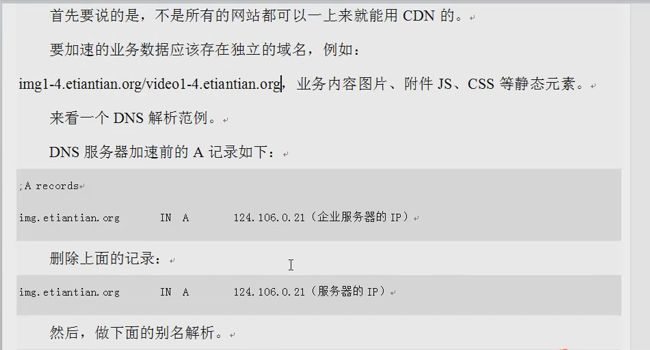 首先要说的是，不是所有的网站都可以一上来就能用 CDN 的。
要加速的业务数据应该存在独立的域名，例如：
img1-4.etiantian.org/video1-4.etiantian.org，业务内容图片、附件 JS、CSS 等静态元素。
来看一个 DNS 解析范例。
DNS 服务器加速前的 A 记录如下：
;A records
img.etiantian.org IN A 124.106.0.21（企业服务器的 IP）
删除上面的记录：
img.etiantian.org IN A 124.106.0.21（服务器的 IP）
然后，做下面的别名解析。